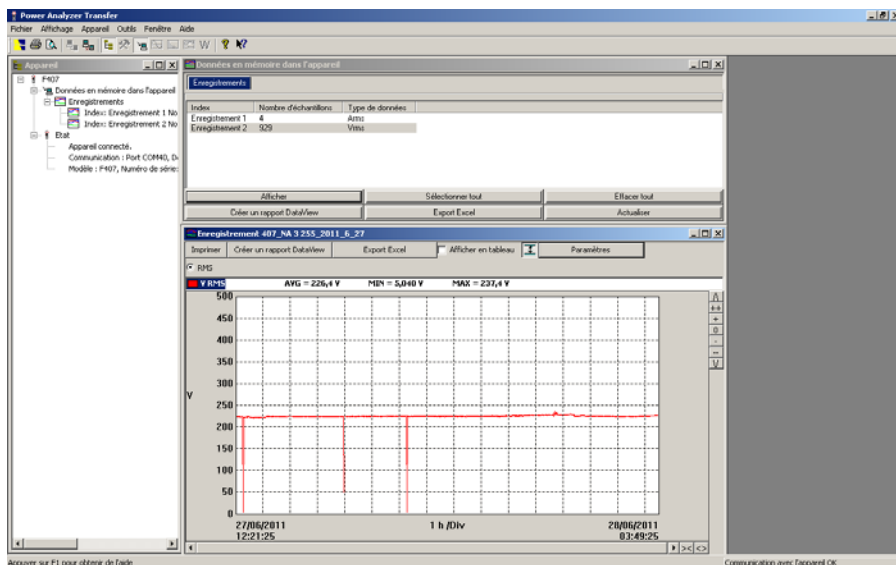 Power Analyzer Transfer
Fichier Affichage Appareil Outils Fenêtre Aide
Appareil
F407
Données en mémoire dans l'appareil
Enregistrements
Index: Enregistrement 1 No
Index: Enregistrement 2 No
Etat
Appareil connecté.
Communication : Port COM40, D
Modèle : F407, Numéro de série:
Données en mémoire dans l'appareil
Enregistrements
Index Nombre d'échantillons Type de données
Enregistrement 1 4 Arms
Enregistrement 2 929 Vrms
Afficher Sélectionner tout Effacer tout
Créer un rapport DataView Export Excel Actualiser
Enregistrement 407_NA 3 255_2011_6_27
Imprimer Créer un rapport DataView Export Excel Afficher en tableau Paramètres
RMS
V RMS AVG = 226,4 V MIN = 5,040 V MAX = 237,4 V
500
450
400
350
300
V
250
200
150
100
50
0
27/06/2011 1 h /Div 28/06/2011
12:21:25 03:49:25
Appuyer sur F1 pour obtenir de l'aide Communication avec l'appareil OK